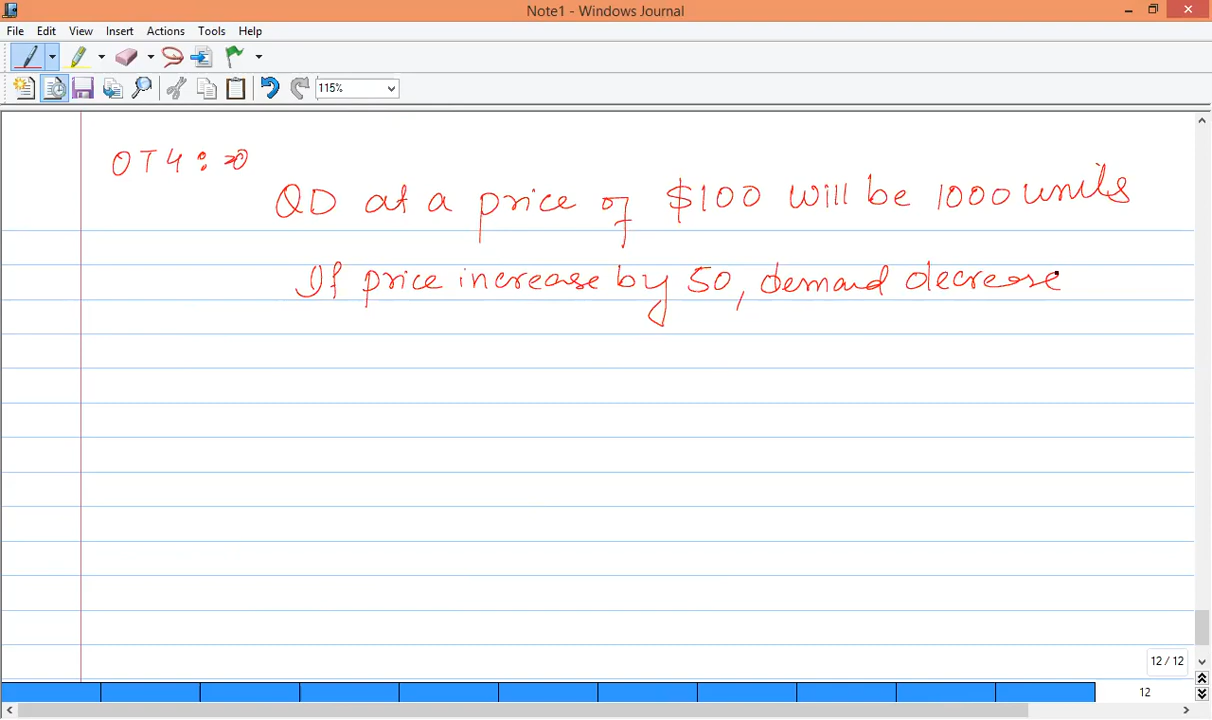 Note1 - Windows Journal
File Edit View Insert Actions Tools Help
115%
OT4:
QD at a price of $100 will be 1000 units
If price increase by 50, demand decrease
12 / 12
12